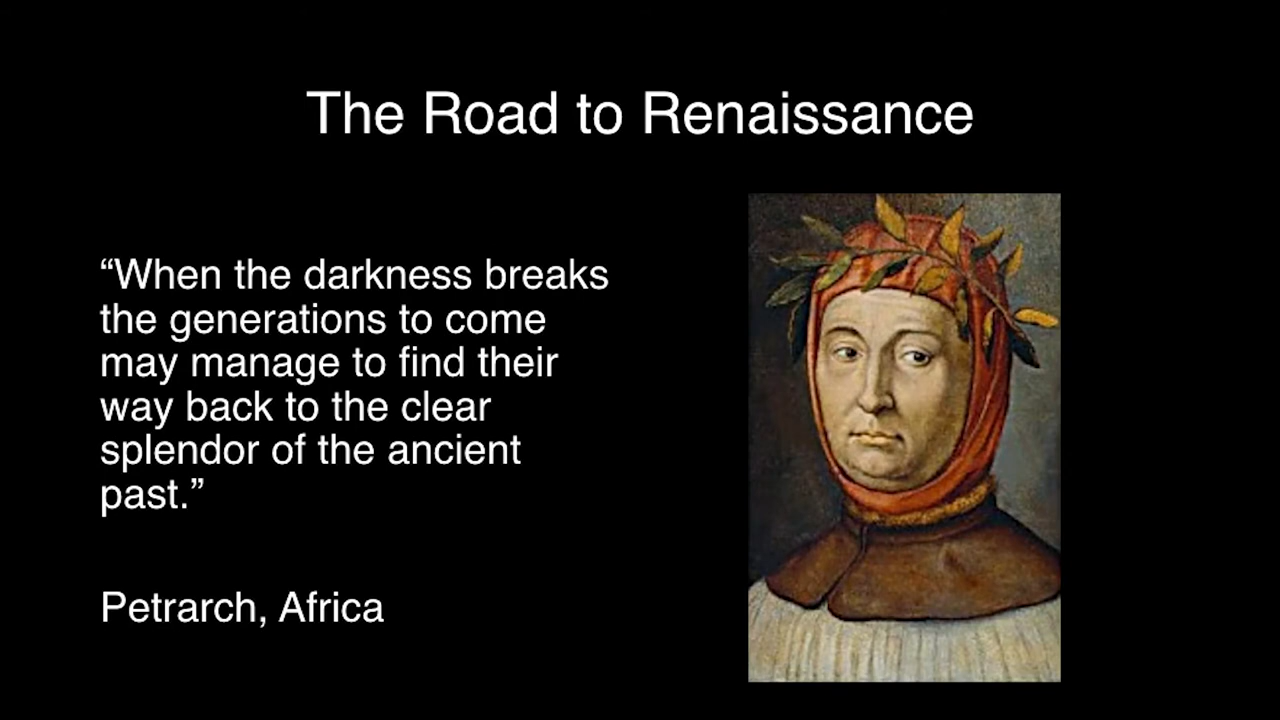 The Road to Renaissance
“When the darkness breaks
the generations to come
may manage to find their
way back to the clear
splendor of the ancient
past.”
Petrarch, Africa